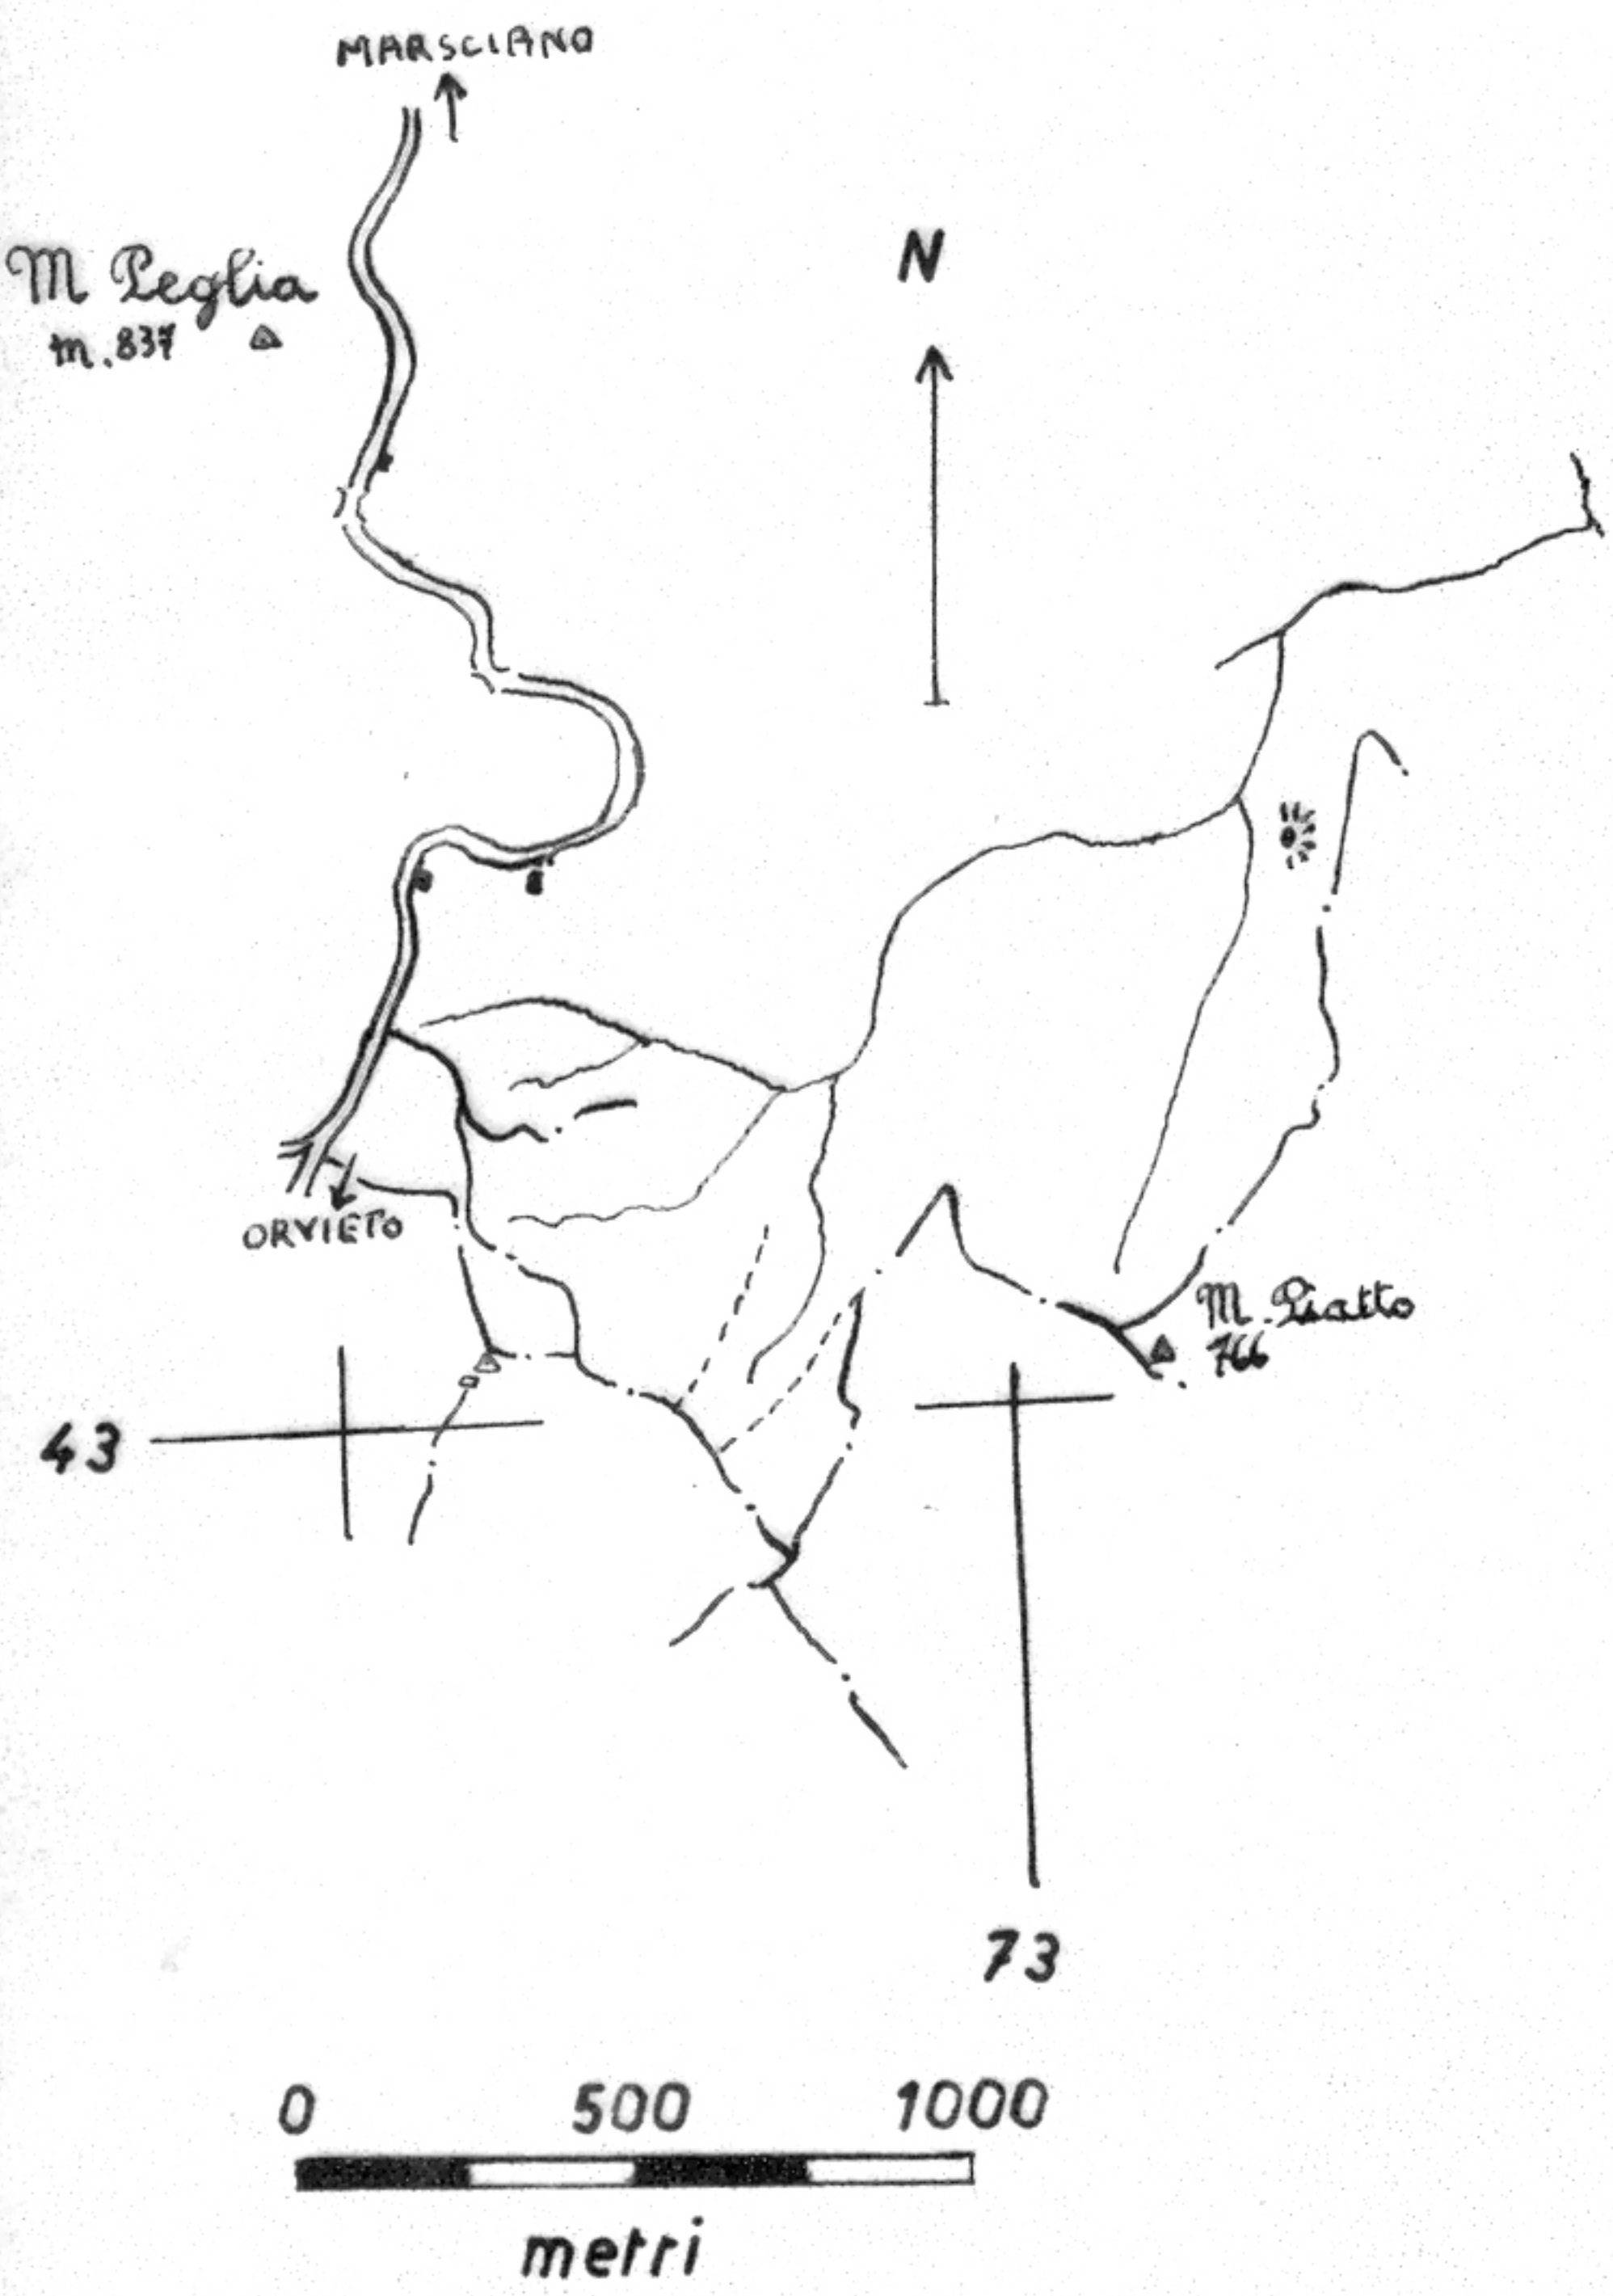 MARSCIANO
M Peglia
m. 837
N
ORVIETO
M. Piatto
766
43
73
0 500 1000
metri